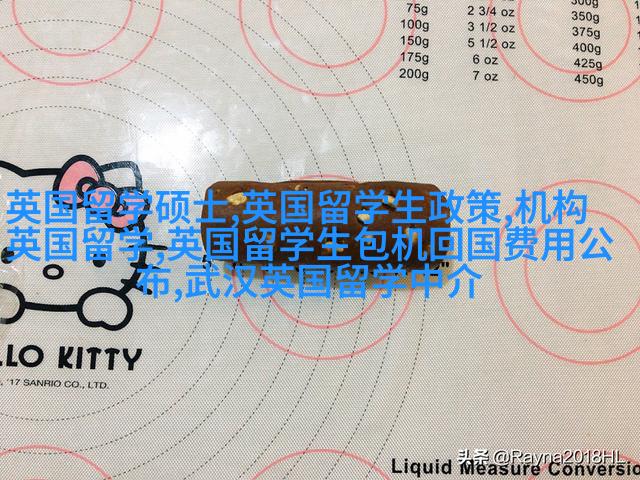 300g
75g 2 3/4 oz 350g
100g 3 1/2 oz 375g
150g 5 1/2 oz 400g
175g 6 oz 425g
200g 7 oz 450g
英国留学硕士,英国留学生政策,机构
英国留学,英国留学生包机回国费用公
布,武汉英国留学中介
LLO KITTY
'17 SANRIO CO., LTD.
Liquid Measure Conversio
头条 @Rayna2018HL